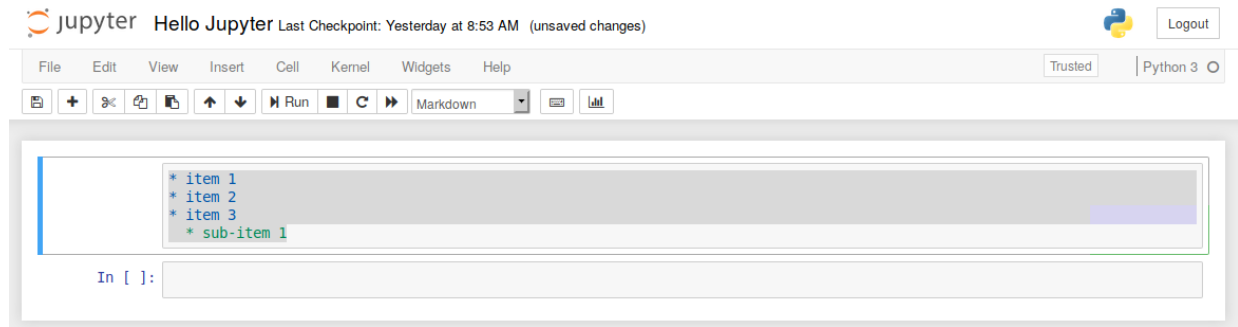 jupyter Hello Jupyter Last Checkpoint: Yesterday at 8:53 AM (unsaved changes) Logout
File Edit View Insert Cell Kernel Widgets Help Trusted Python 3
Run Markdown
* item 1
* item 2
* item 3
  * sub-item 1
In [ ]: